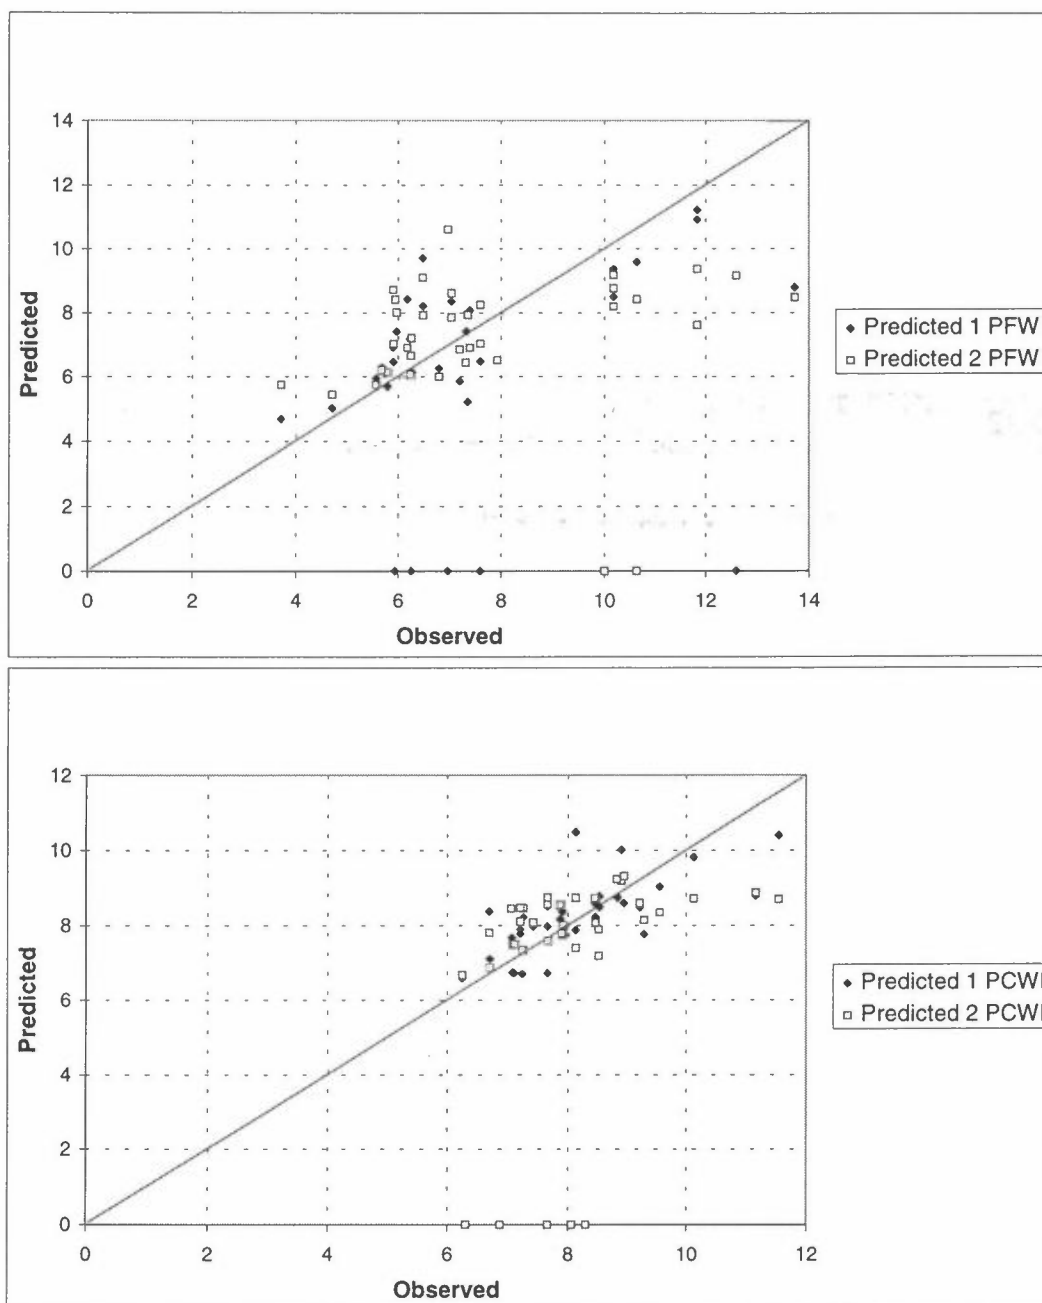 14
12
10
8
6
4
2
0
Predicted
0 2 4 6 8 10 12 14
Observed
Predicted 1 PFW
Predicted 2 PFW
12
10
8
6
4
2
0
Predicted
0 2 4 6 8 10 12
Observed
Predicted 1 PCWI
Predicted 2 PCWI